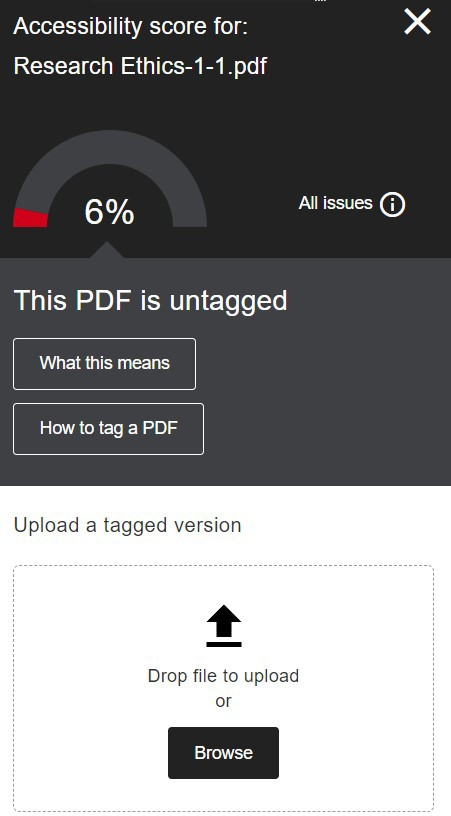 Accessibility score for:
Research Ethics-1-1.pdf
6%
All issues
This PDF is untagged
What this means
How to tag a PDF
Upload a tagged version
Drop file to upload
or
Browse